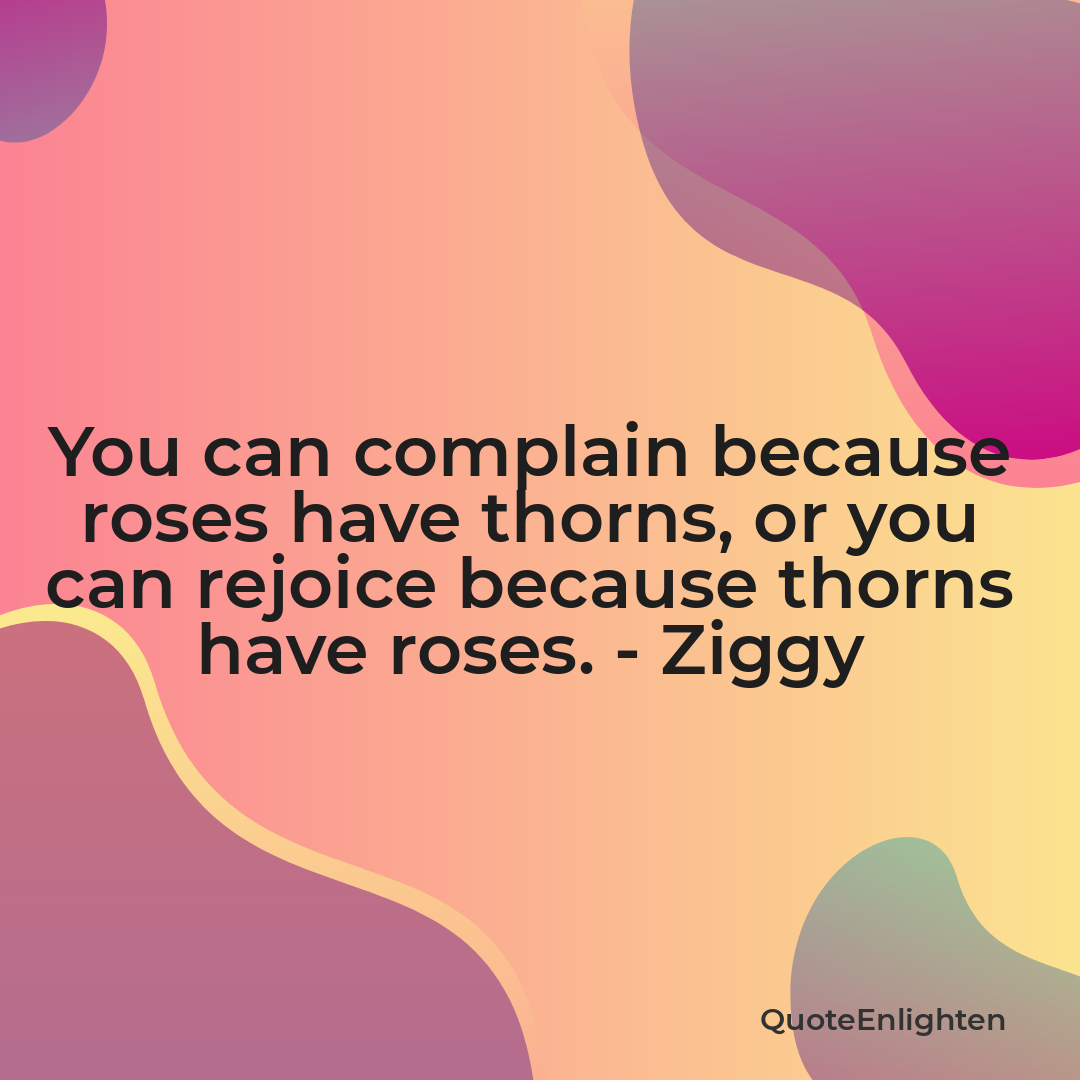 You can complain because
roses have thorns, or you
can rejoice because thorns
have roses. - Ziggy
QuoteEnlighten